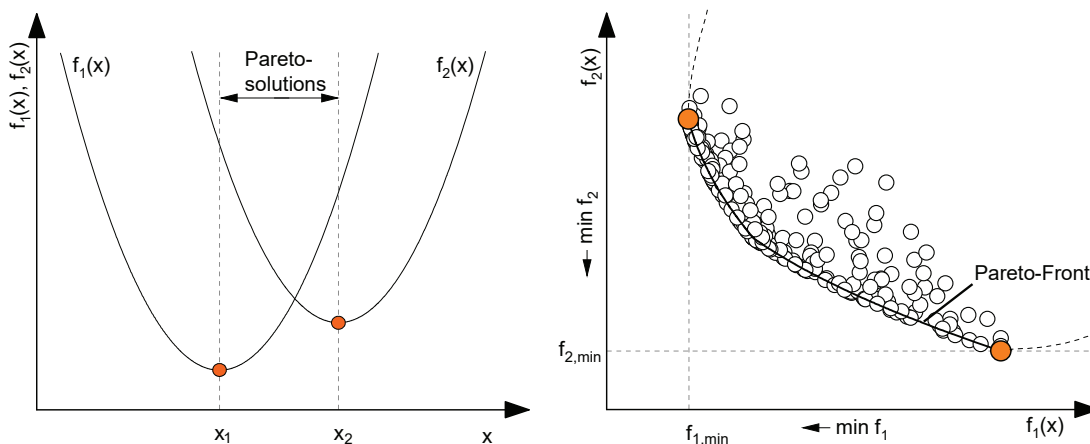 f₁(x), f₂(x)
f₁(x)
Pareto-
solutions
f₂(x)
x₁
x₂
x
f₂(x)
← min f₂
Pareto-Front
f₂,min
f₁,min
← min f₁
f₁(x)